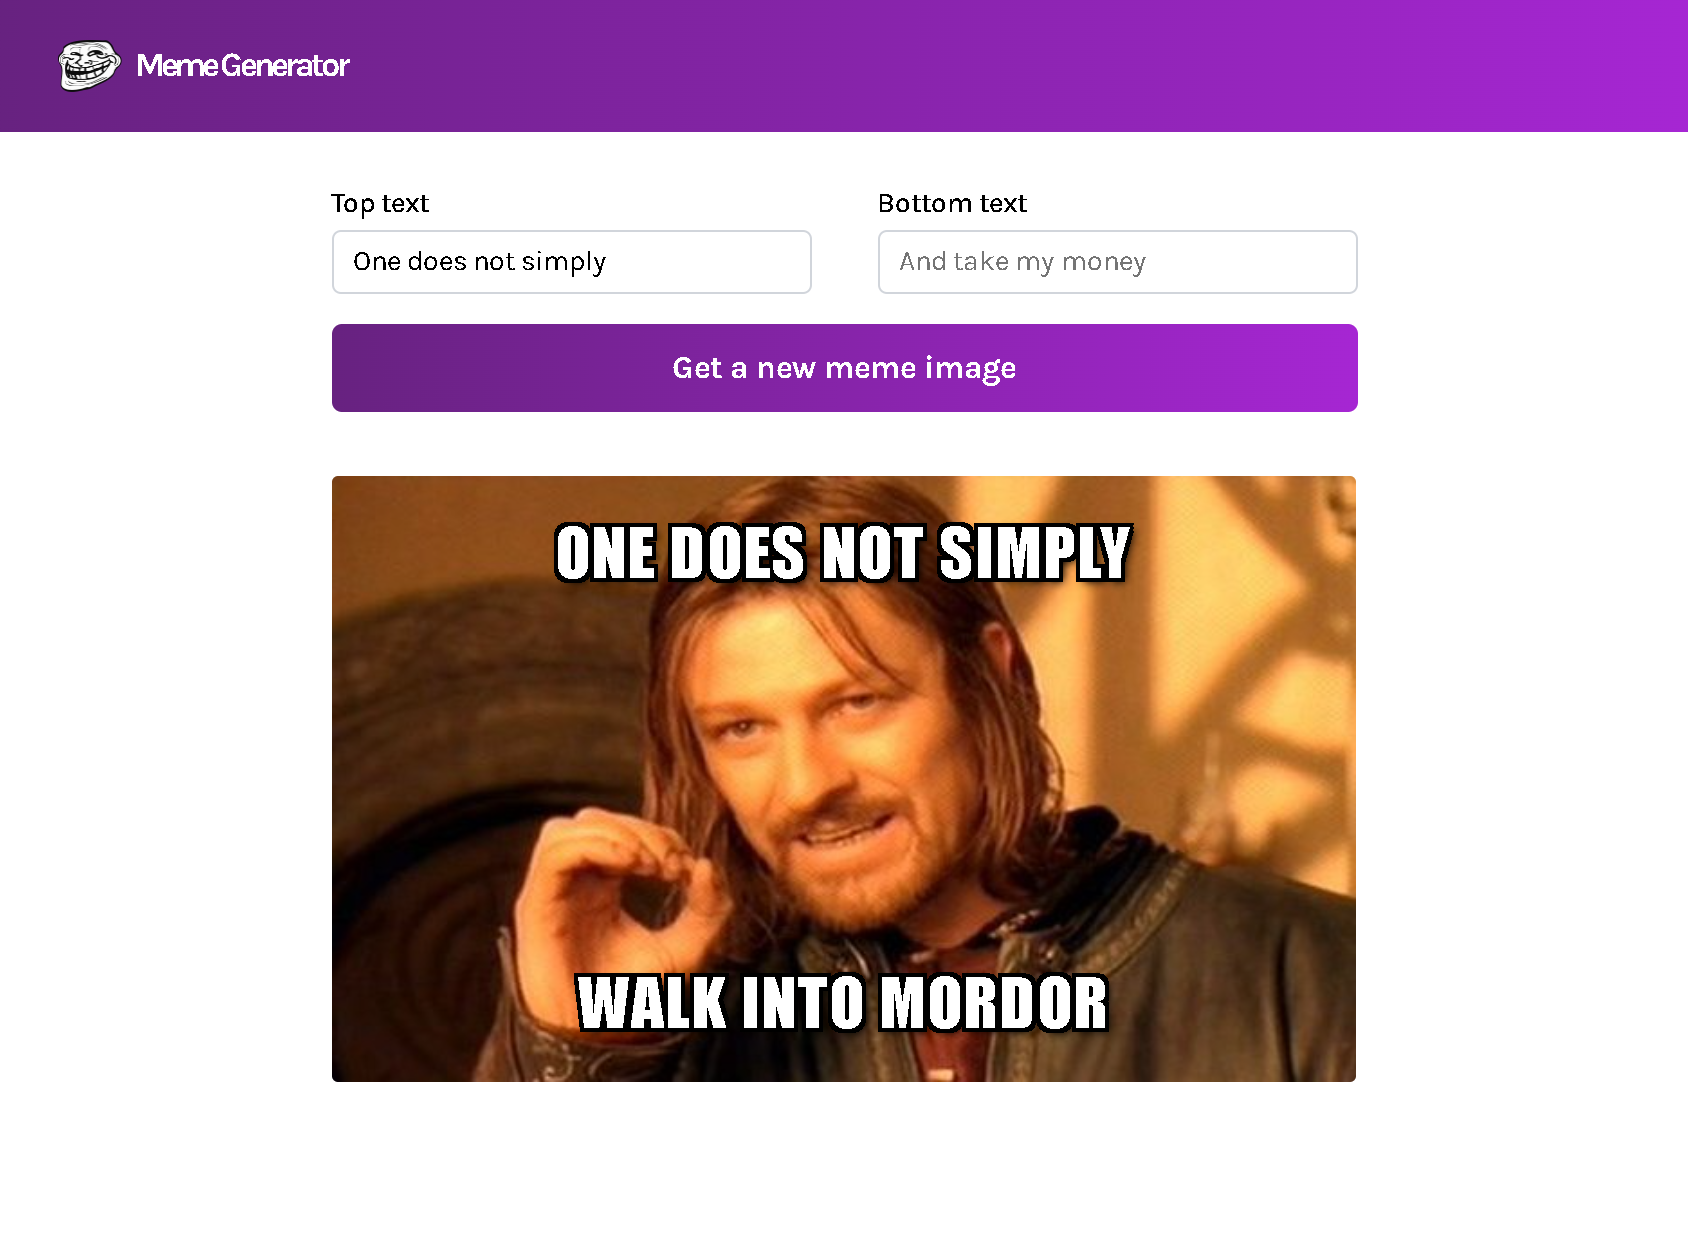 Meme Generator
Top text
Bottom text
One does not simply
And take my money
Get a new meme image
ONE DOES NOT SIMPLY
WALK INTO MORDOR